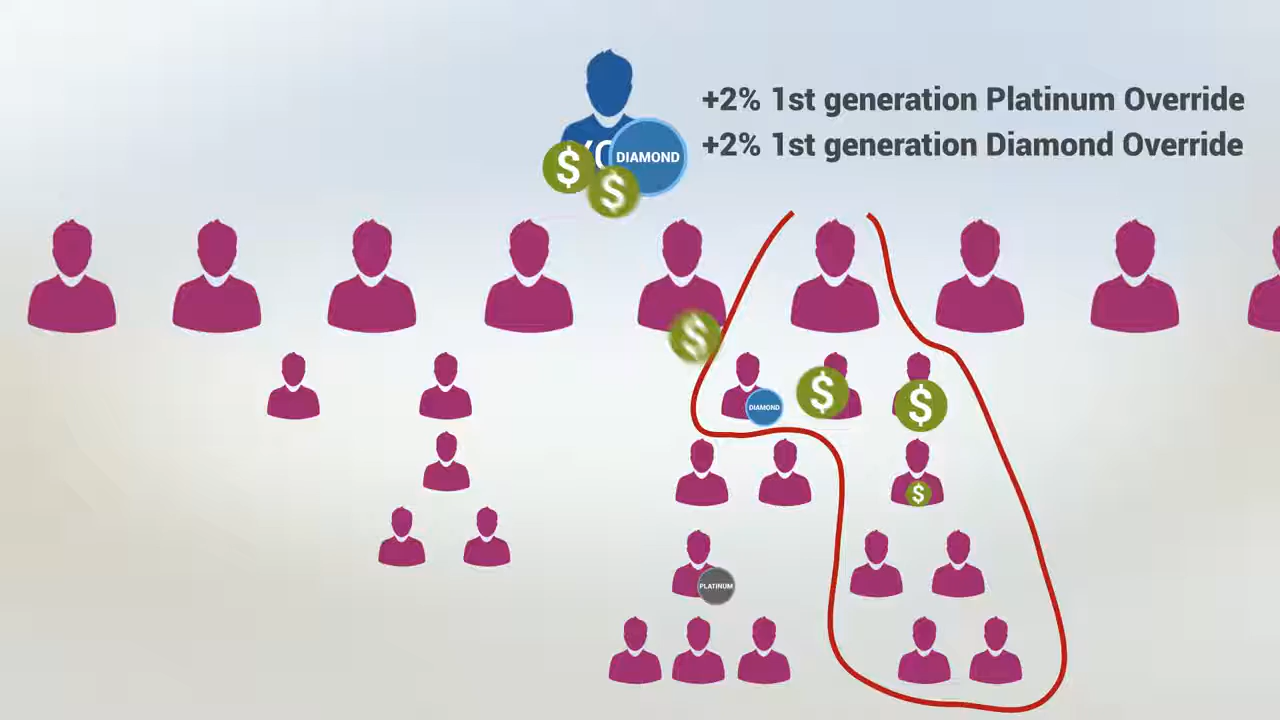 +2% 1st generation Platinum Override
+2% 1st generation Diamond Override
DIAMOND
$
$
$
DIAMOND
$
$
$
PLATINUM